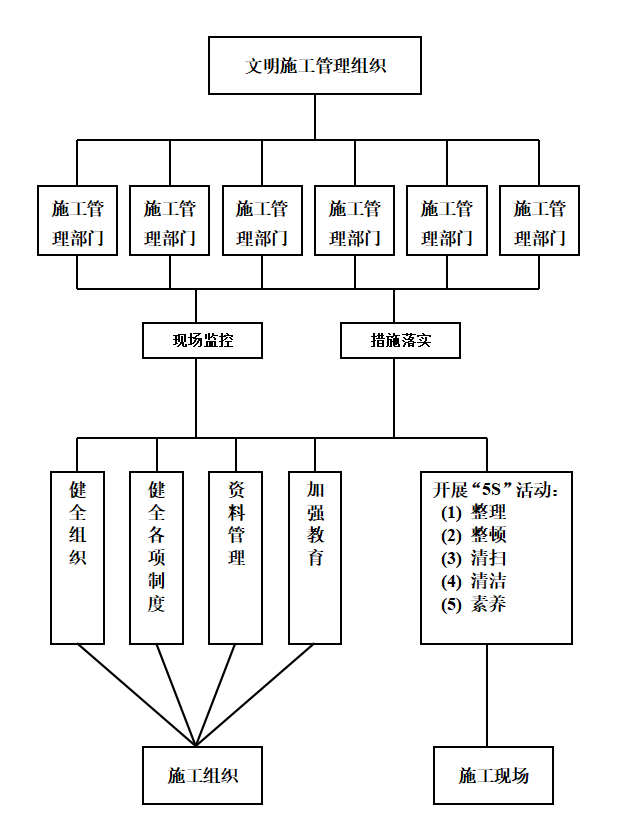 文明施工管理组织
施工管
理部门
施工管
理部门
施工管
理部门
施工管
理部门
施工管
理部门
施工管
理部门
现场监控
措施落实
健全组织
健全各项制度
资料管理
加强教育
开展“5S”活动：
(1) 整理
(2) 整顿
(3) 清扫
(4) 清洁
(5) 素养
施工组织
施工现场